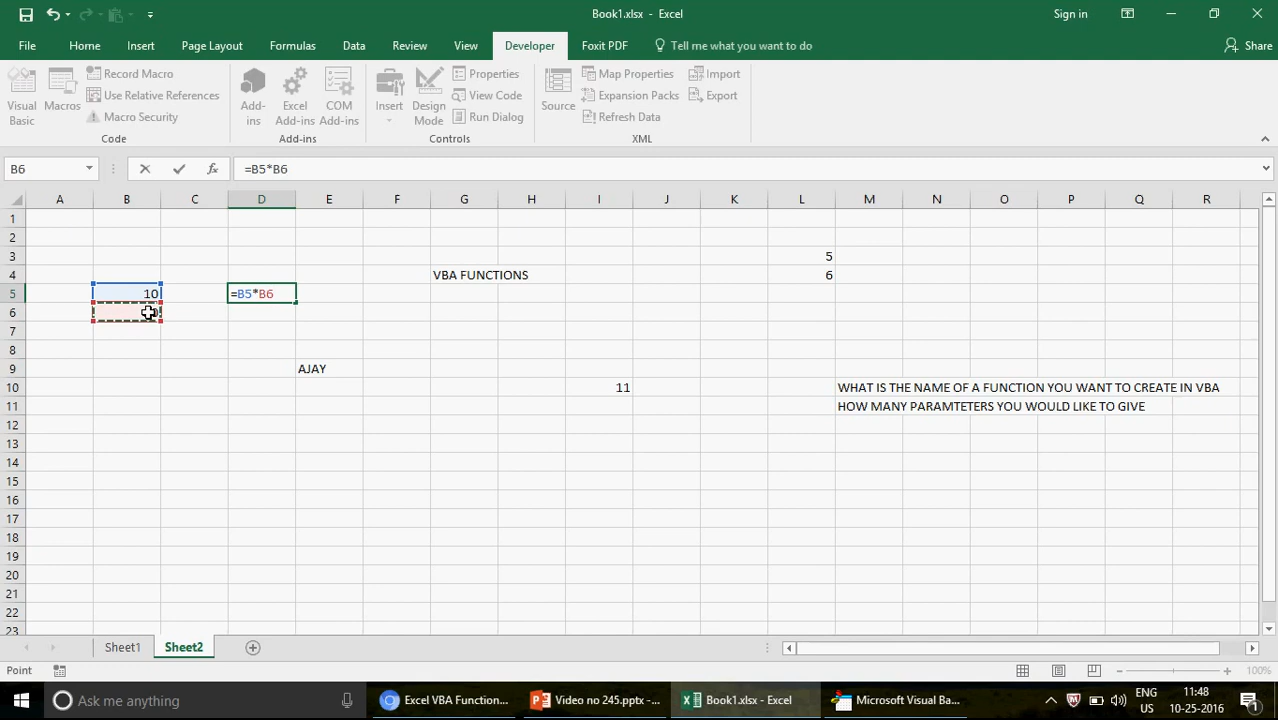 Book1.xlsx - Excel
Sign in
File Home Insert Page Layout Formulas Data Review View Developer Foxit PDF Tell me what you want to do Share
Visual Basic
Macros
Record Macro
Use Relative References
Macro Security
Code
Add-ins
Excel Add-ins
COM Add-ins
Add-ins
Insert
Design Mode
Properties
View Code
Run Dialog
Controls
Source
Map Properties
Expansion Packs
Refresh Data
Import
Export
XML
B6 fx =B5*B6
A B C D E F G H I J K L M N O P Q R
1
2
3 5
4 VBA FUNCTIONS 6
5 10 =B5*B6
6
7
8
9 AJAY
10 11 WHAT IS THE NAME OF A FUNCTION YOU WANT TO CREATE IN VBA
11 HOW MANY PARAMTETERS YOU WOULD LIKE TO GIVE
12
13
14
15
16
17
18
19
20
21
22
23
Sheet1 Sheet2
Point 100%
Ask me anything
Excel VBA Function...
Video no 245.pptx - ...
Book1.xlsx - Excel
Microsoft Visual Ba...
ENG
US
11:48
10-25-2016
1